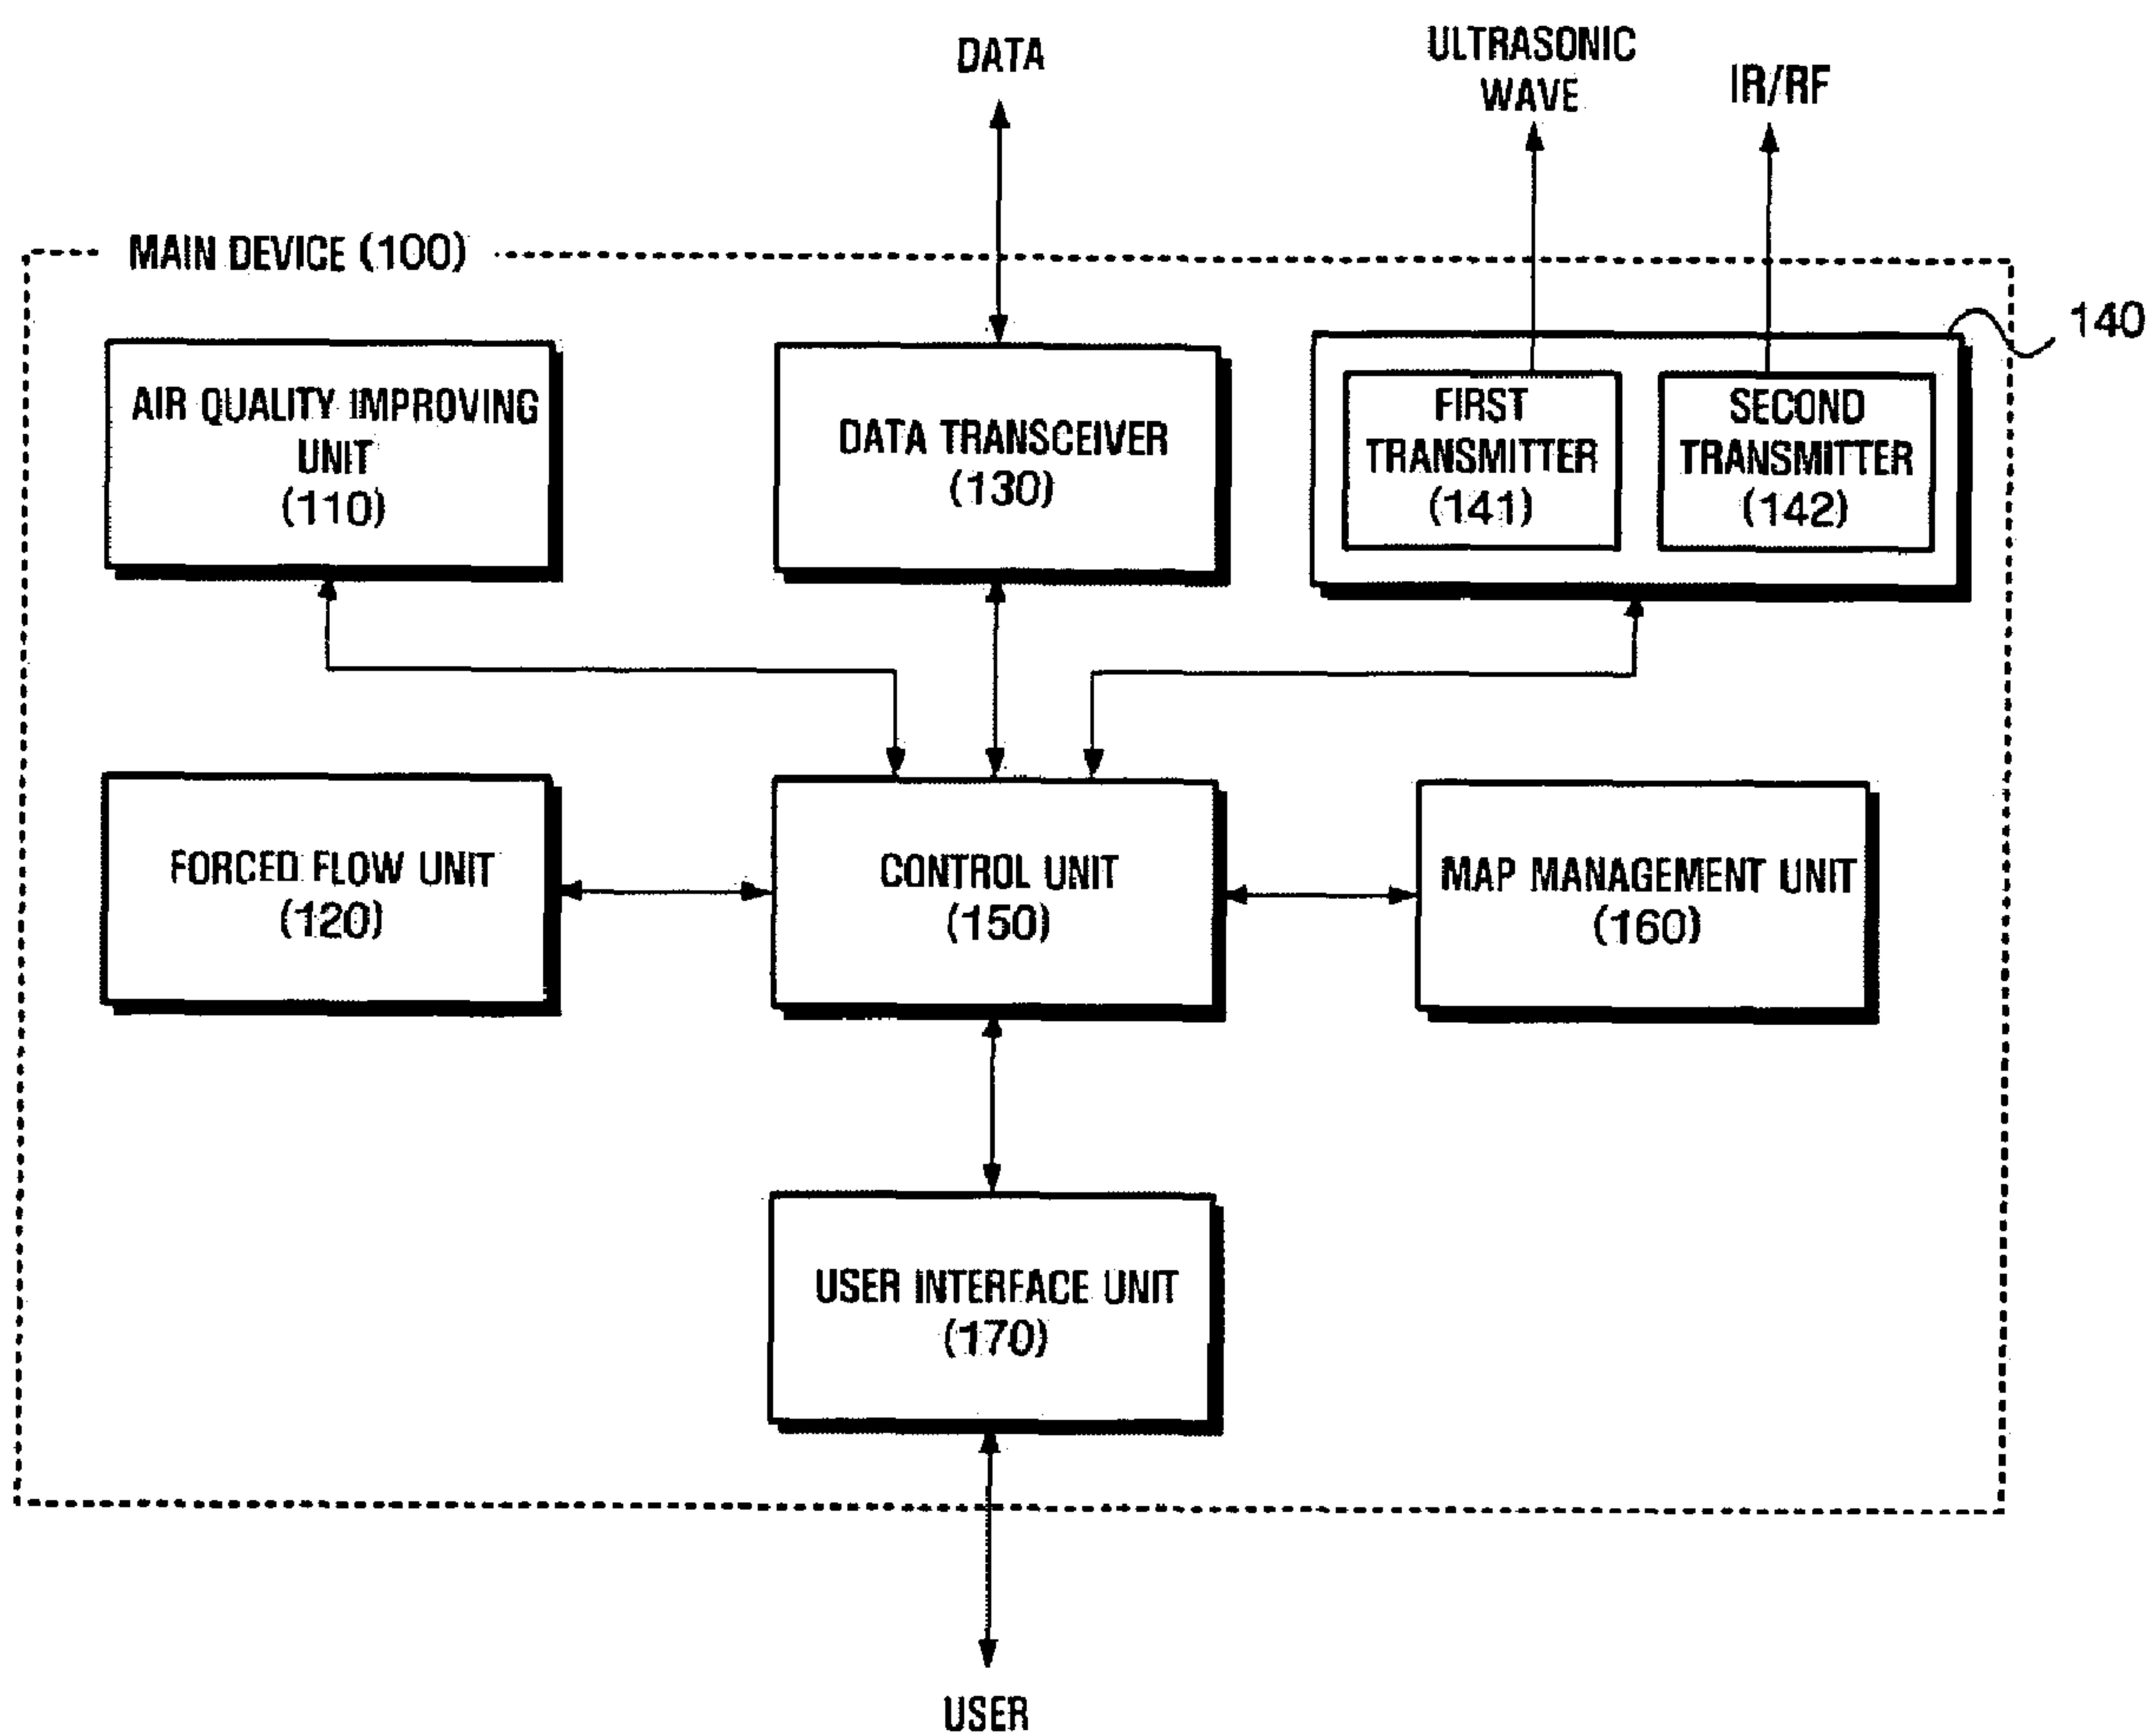 DATA
ULTRASONIC
WAVE
IR/RF
MAIN DEVICE (100)
140
AIR QUALITY IMPROVING
UNIT
(110)
DATA TRANSCEIVER
(130)
FIRST
TRANSMITTER
(141)
SECOND
TRANSMITTER
(142)
FORCED FLOW UNIT
(120)
CONTROL UNIT
(150)
MAP MANAGEMENT UNIT
(160)
USER INTERFACE UNIT
(170)
USER